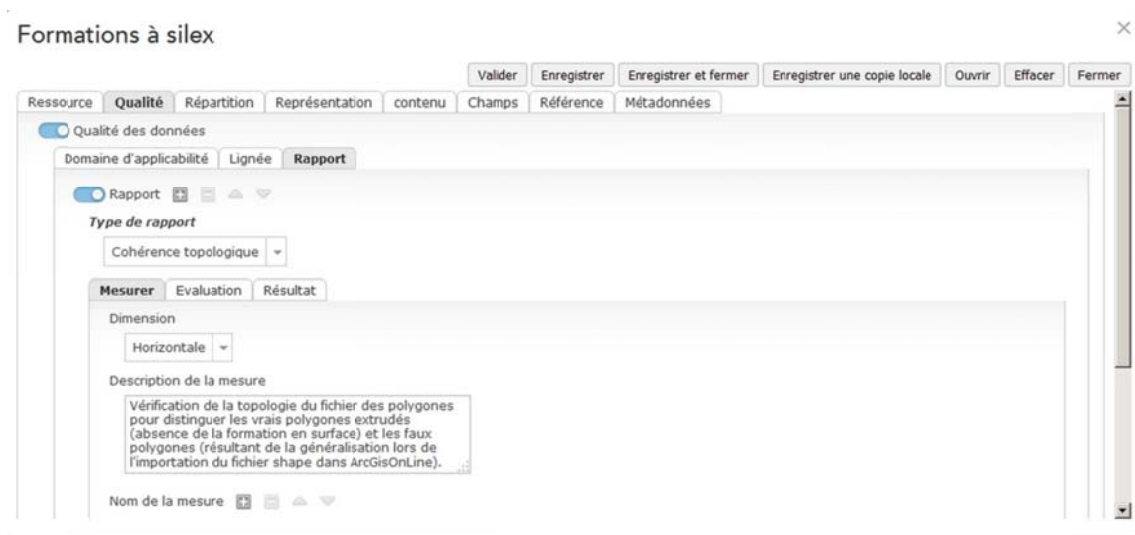 Formations à silex
Valider Enregistrer Enregistrer et fermer Enregistrer une copie locale Ouvrir Effacer Fermer
Ressource Qualité Répartition Représentation contenu Champs Référence Métadonnées
Qualité des données
Domaine d'applicabilité Lignée Rapport
Rapport
Type de rapport
Cohérence topologique
Mesurer Evaluation Résultat
Dimension
Horizontale
Description de la mesure
Vérification de la topologie du fichier des polygones
pour distinguer les vrais polygones extrudés
(absence de la formation en surface) et les faux
polygones (résultant de la généralisation lors de
l'importation du fichier shape dans ArcGisOnLine).
Nom de la mesure